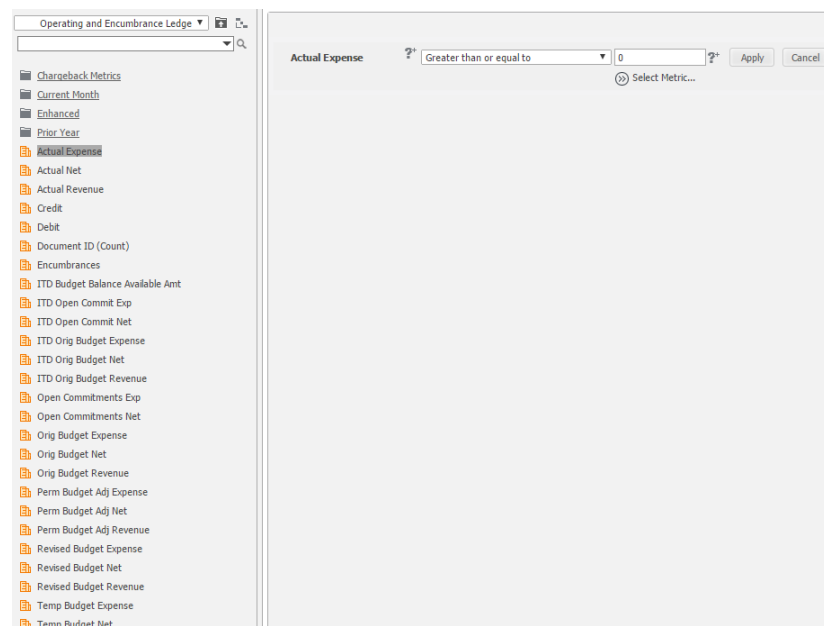 Operating and Encumbrance Ledge
Actual Expense ?+ Greater than or equal to 0 ?+ Apply Cancel
Select Metric...
Chargeback Metrics
Current Month
Enhanced
Prior Year
Actual Expense
Actual Net
Actual Revenue
Credit
Debit
Document ID (Count)
Encumbrances
ITD Budget Balance Available Amt
ITD Open Commit Exp
ITD Open Commit Net
ITD Orig Budget Expense
ITD Orig Budget Net
ITD Orig Budget Revenue
Open Commitments Exp
Open Commitments Net
Orig Budget Expense
Orig Budget Net
Orig Budget Revenue
Perm Budget Adj Expense
Perm Budget Adj Net
Perm Budget Adj Revenue
Revised Budget Expense
Revised Budget Net
Revised Budget Revenue
Temp Budget Expense
Temp Budget Net